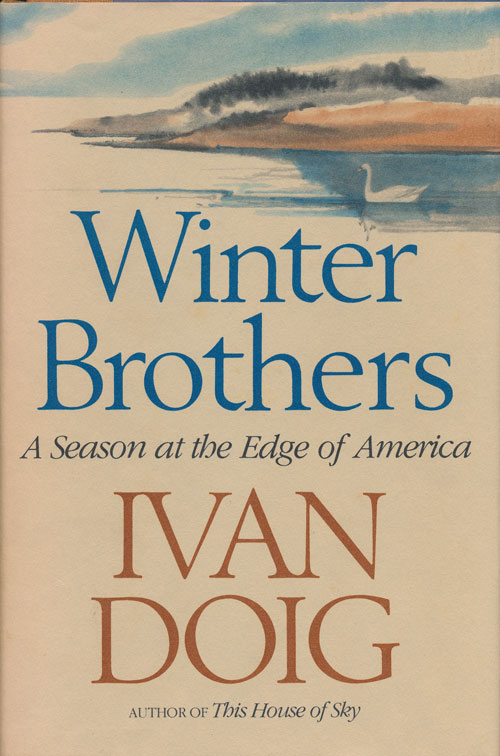 Winter
Brothers
A Season at the Edge of America
IVAN
DOIG
AUTHOR OF This House of Sky